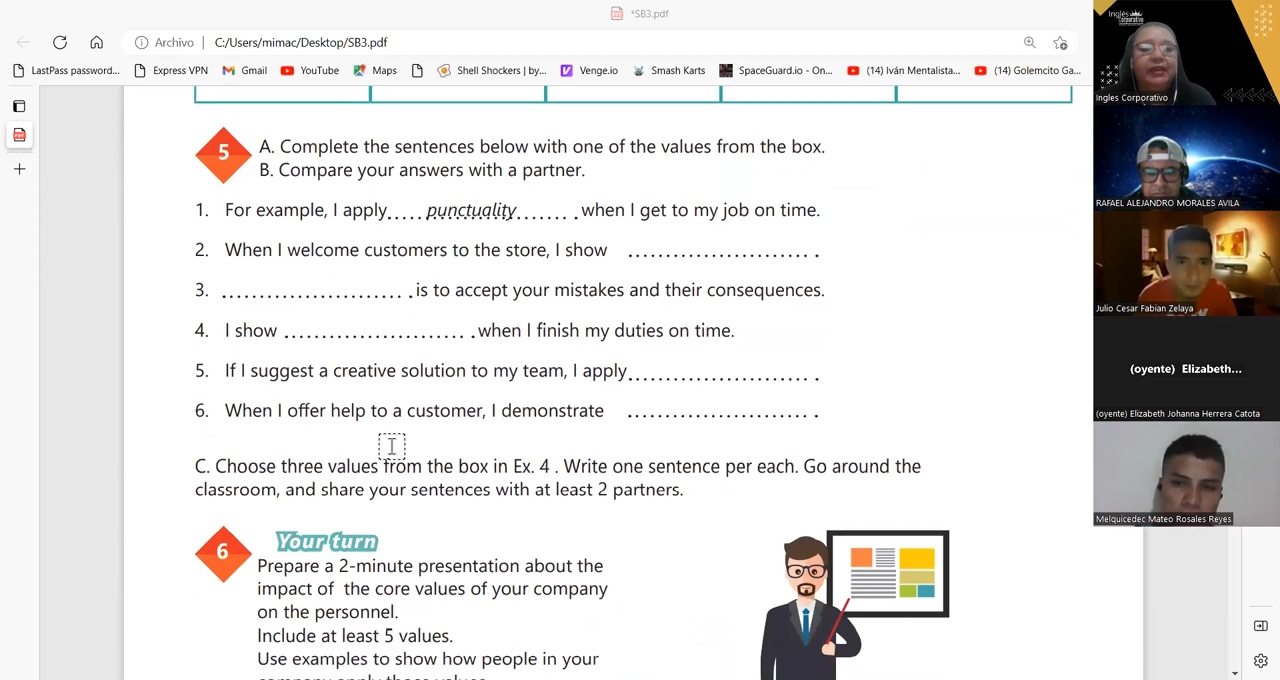 *SB3.pdf
Archivo | C:/Users/mimac/Desktop/SB3.pdf
LastPass password... Express VPN Gmail YouTube Maps Shell Shockers | by... Venge.io Smash Karts SpaceGuard.io - On... (14) Iván Mentalista... (14) Golemcito Ga...
5 A. Complete the sentences below with one of the values from the box.
B. Compare your answers with a partner.
1. For example, I apply..... punctuality ....... .when I get to my job on time.
2. When I welcome customers to the store, I show ........................ .
3. ........................ .is to accept your mistakes and their consequences.
4. I show ........................ .when I finish my duties on time.
5. If I suggest a creative solution to my team, I apply........................ .
6. When I offer help to a customer, I demonstrate ........................ .
C. Choose three values from the box in Ex. 4 . Write one sentence per each. Go around the
classroom, and share your sentences with at least 2 partners.
6 Your turn
Prepare a 2-minute presentation about the
impact of the core values of your company
on the personnel.
Include at least 5 values.
Use examples to show how people in your
company apply those values
Inglés
Corporativo
Ingles Corporativo
RAFAEL ALEJANDRO MORALES AVILA
Julio Cesar Fabian Zelaya
(oyente) Elizabeth...
(oyente) Elizabeth Johanna Herrera Catota
Melquicedec Mateo Rosales Reyes